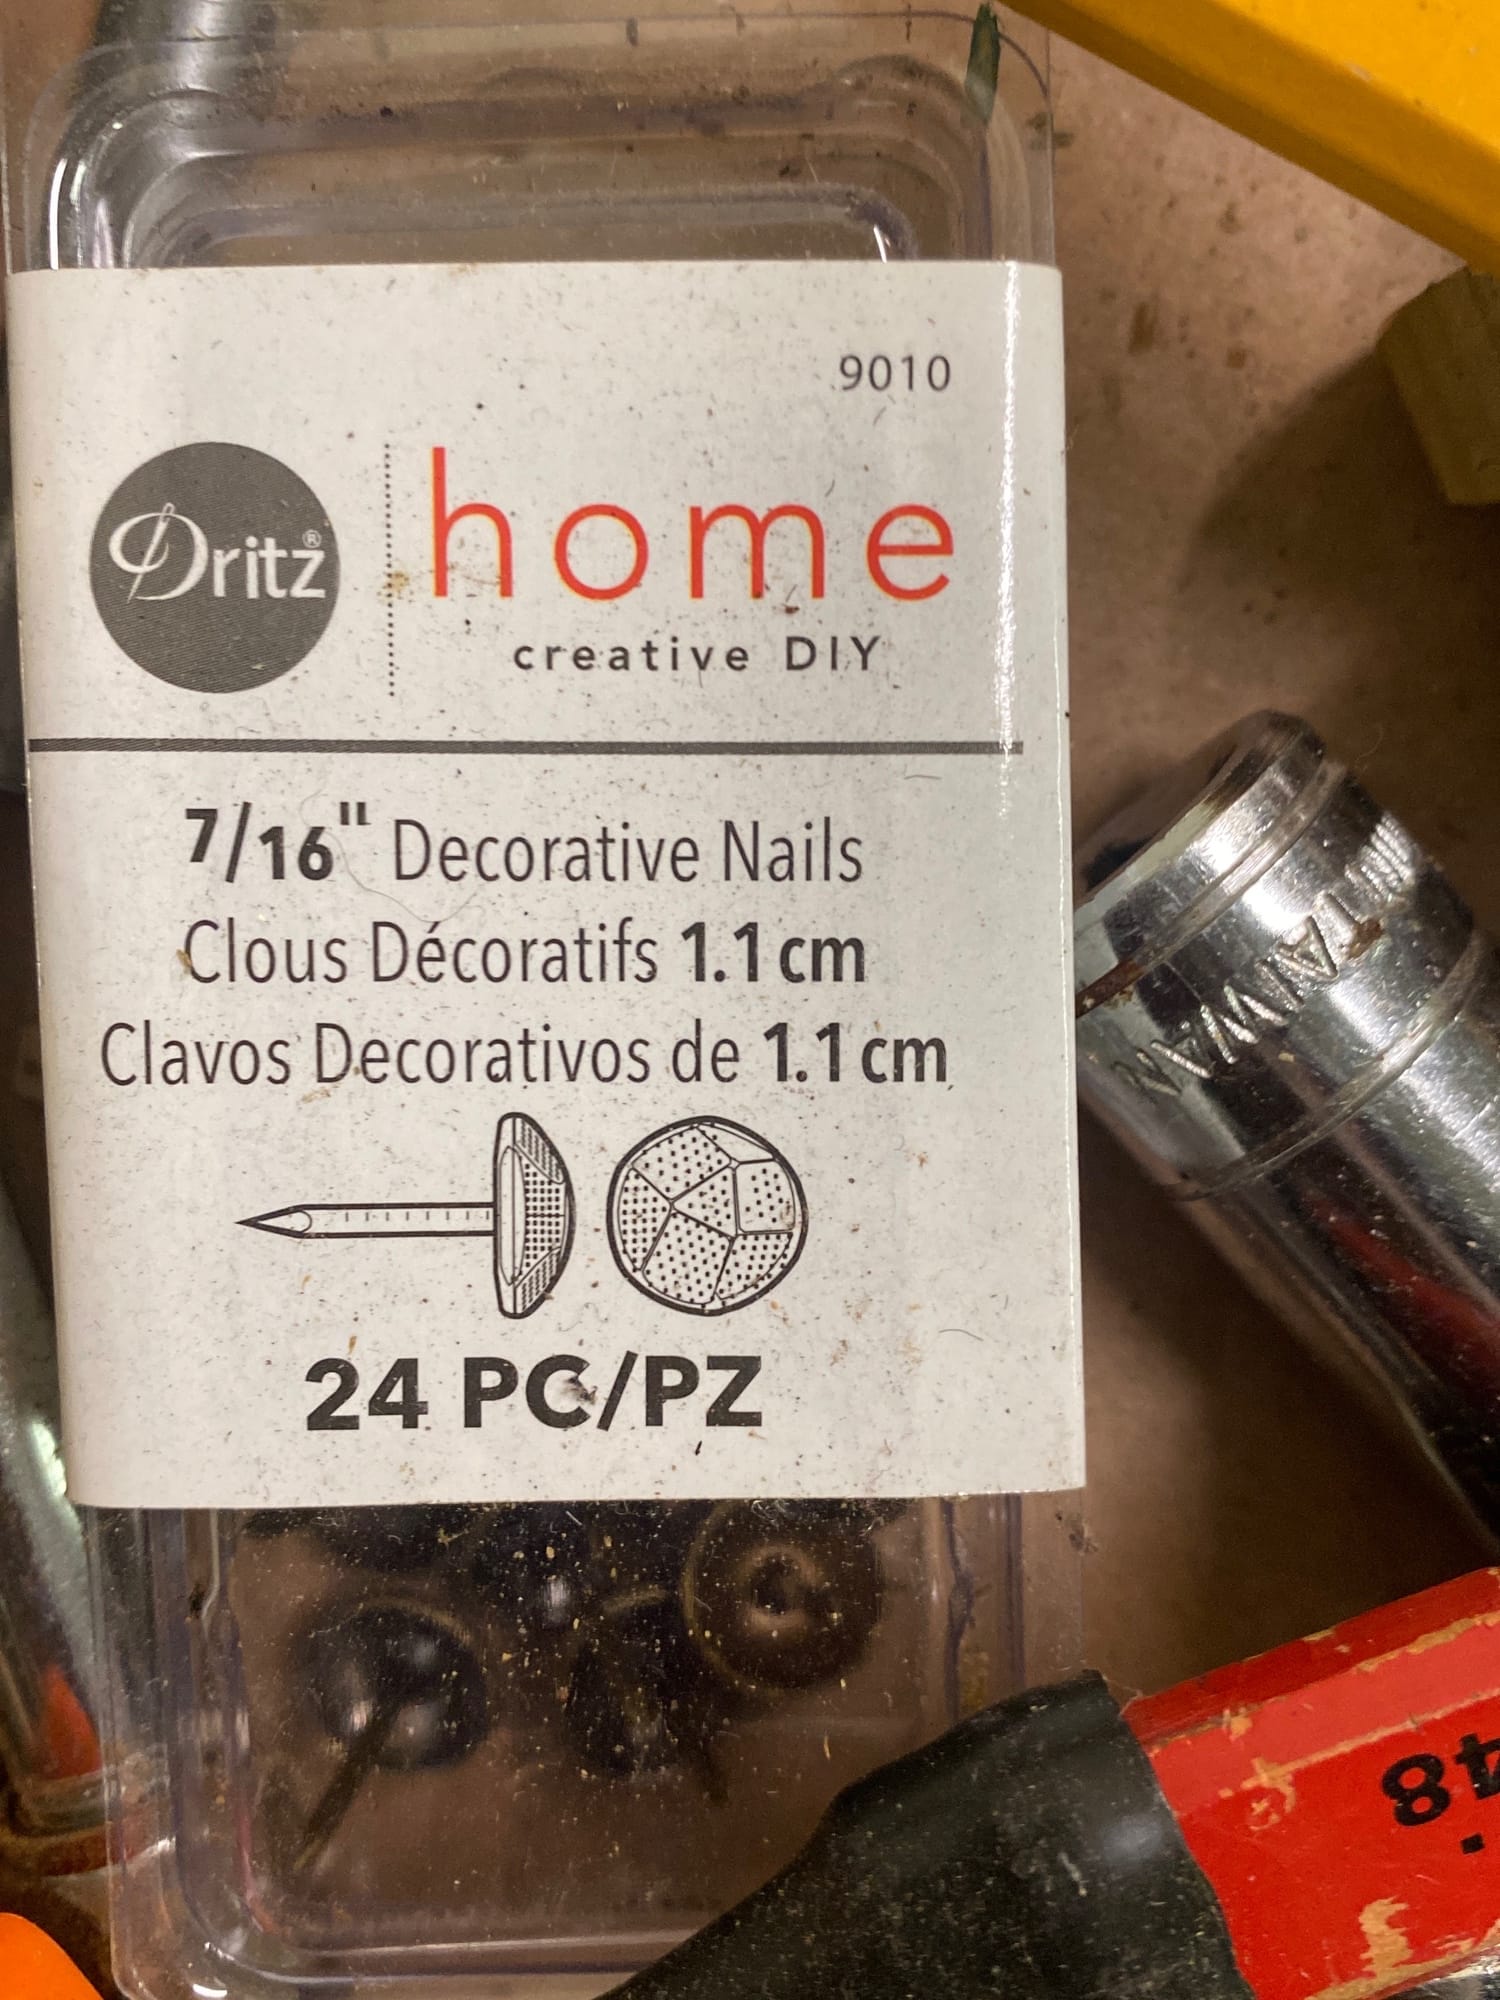 9010
Dritz®
home
creative DIY
7/16" Decorative Nails
Clous Décoratifs 1.1 cm
Clavos Decorativos de 1.1 cm
24 PC/PZ
TAIWAN
48